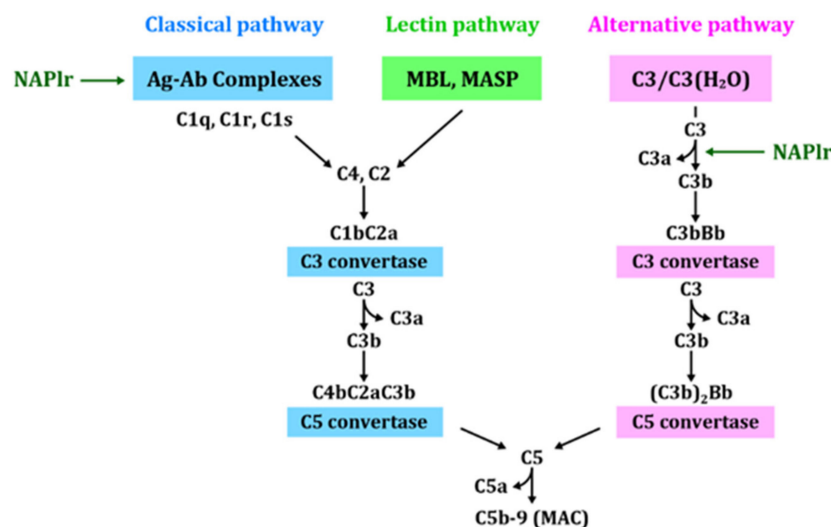 Classical pathway Lectin pathway Alternative pathway
NAPlr Ag-Ab Complexes MBL, MASP C3/C3(H₂O)
C1q, C1r, C1s
C3
C3a NAPlr
C4, C2 C3b
C1bC2a C3bBb
C3 convertase C3 convertase
C3 C3
C3a C3a
C3b C3b
C4bC2aC3b (C3b)₂Bb
C5 convertase C5 convertase
C5
C5a
C5b-9 (MAC)